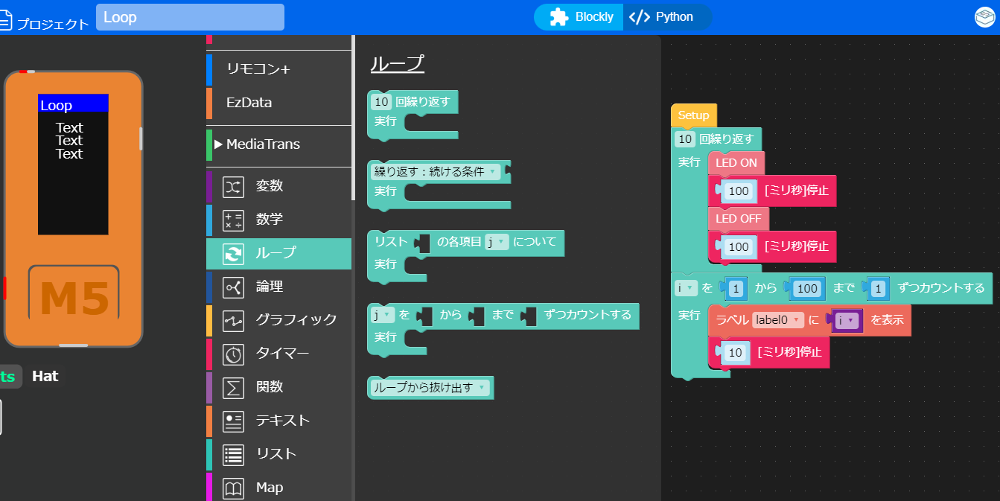 プロジェクト
Loop
Blockly
</> Python
Loop
Text
Text
Text
M5
ts
Hat
リモコン+
EzData
MediaTrans
変数
数学
ループ
論理
グラフィック
タイマー
関数
テキスト
リスト
Map
ループ
10 回繰り返す
実行
繰り返す：続ける条件
実行
リスト の各項目 j について
実行
j を から まで ずつカウントする
実行
ループから抜け出す
Setup
10 回繰り返す
実行 LED ON
100 [ミリ秒]停止
LED OFF
100 [ミリ秒]停止
i を 1 から 100 まで 1 ずつカウントする
実行 ラベル label0 に i を表示
10 [ミリ秒]停止